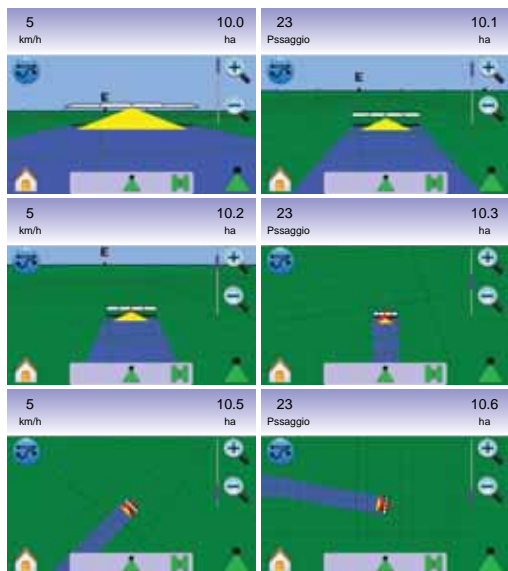 5 10.0
km/h ha
E
23 10.1
Pssaggio ha
E
5 10.2
km/h ha
E
23 10.3
Pssaggio ha
5 10.5
km/h ha
23 10.6
Pssaggio ha